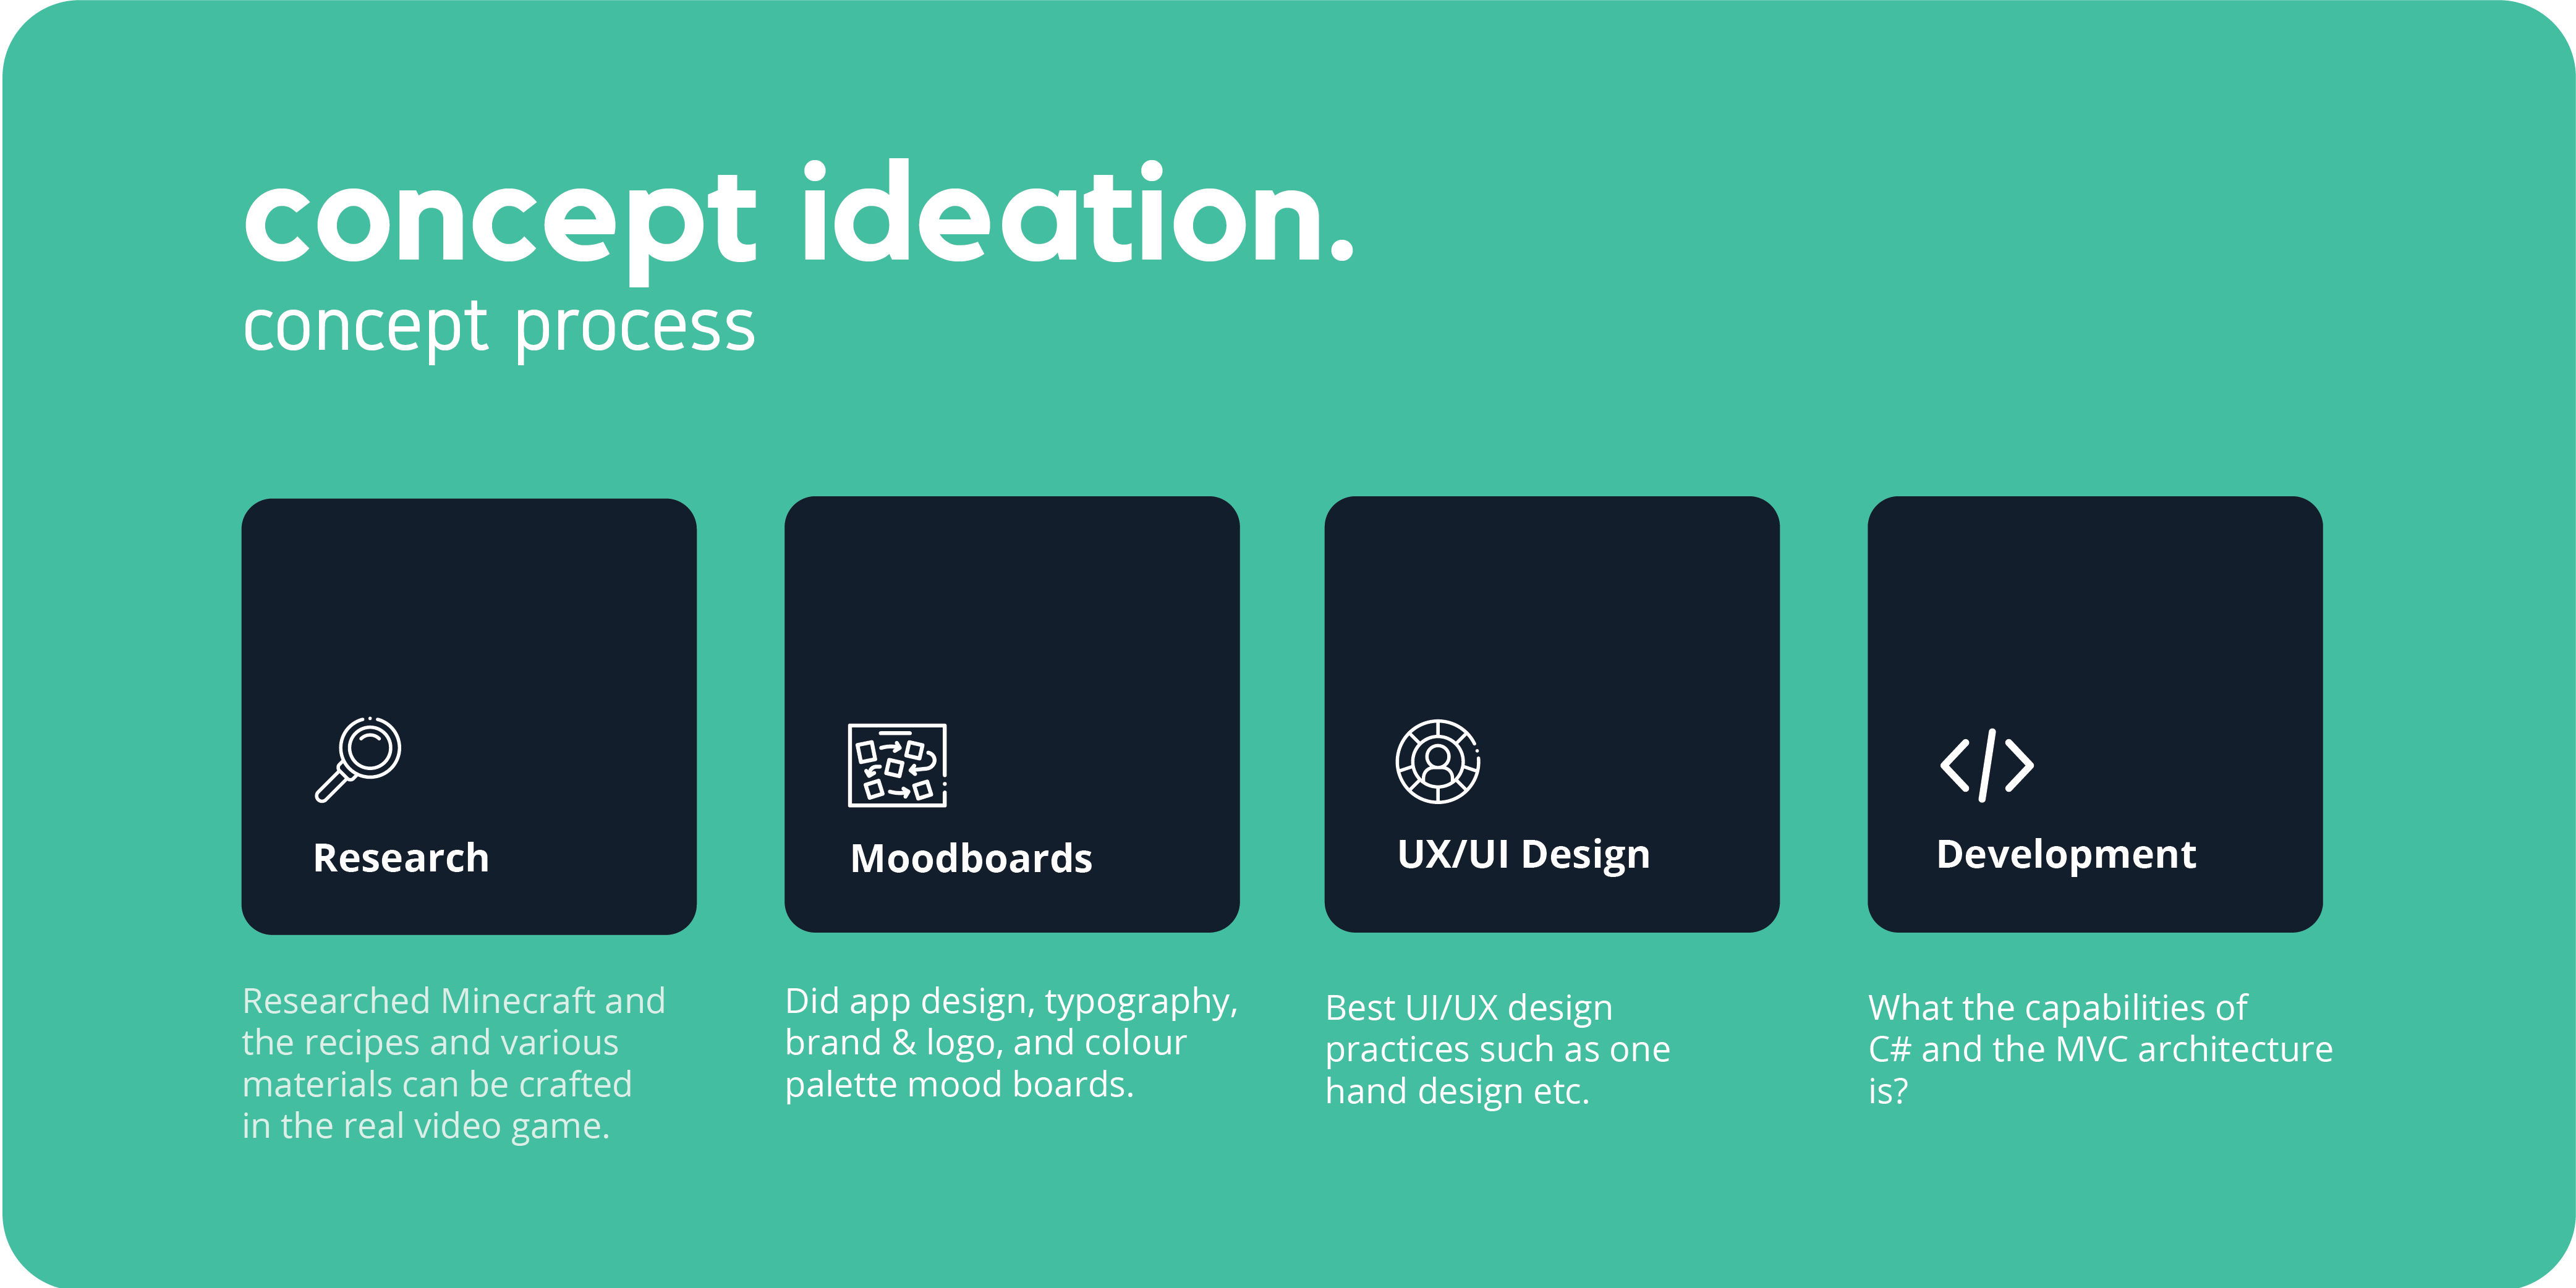 concept ideation.
concept process
Research
Researched Minecraft and
the recipes and various
materials can be crafted
in the real video game.
Moodboards
Did app design, typography,
brand & logo, and colour
palette mood boards.
UX/UI Design
Best UI/UX design
practices such as one
hand design etc.
Development
What the capabilities of
C# and the MVC architecture
is?